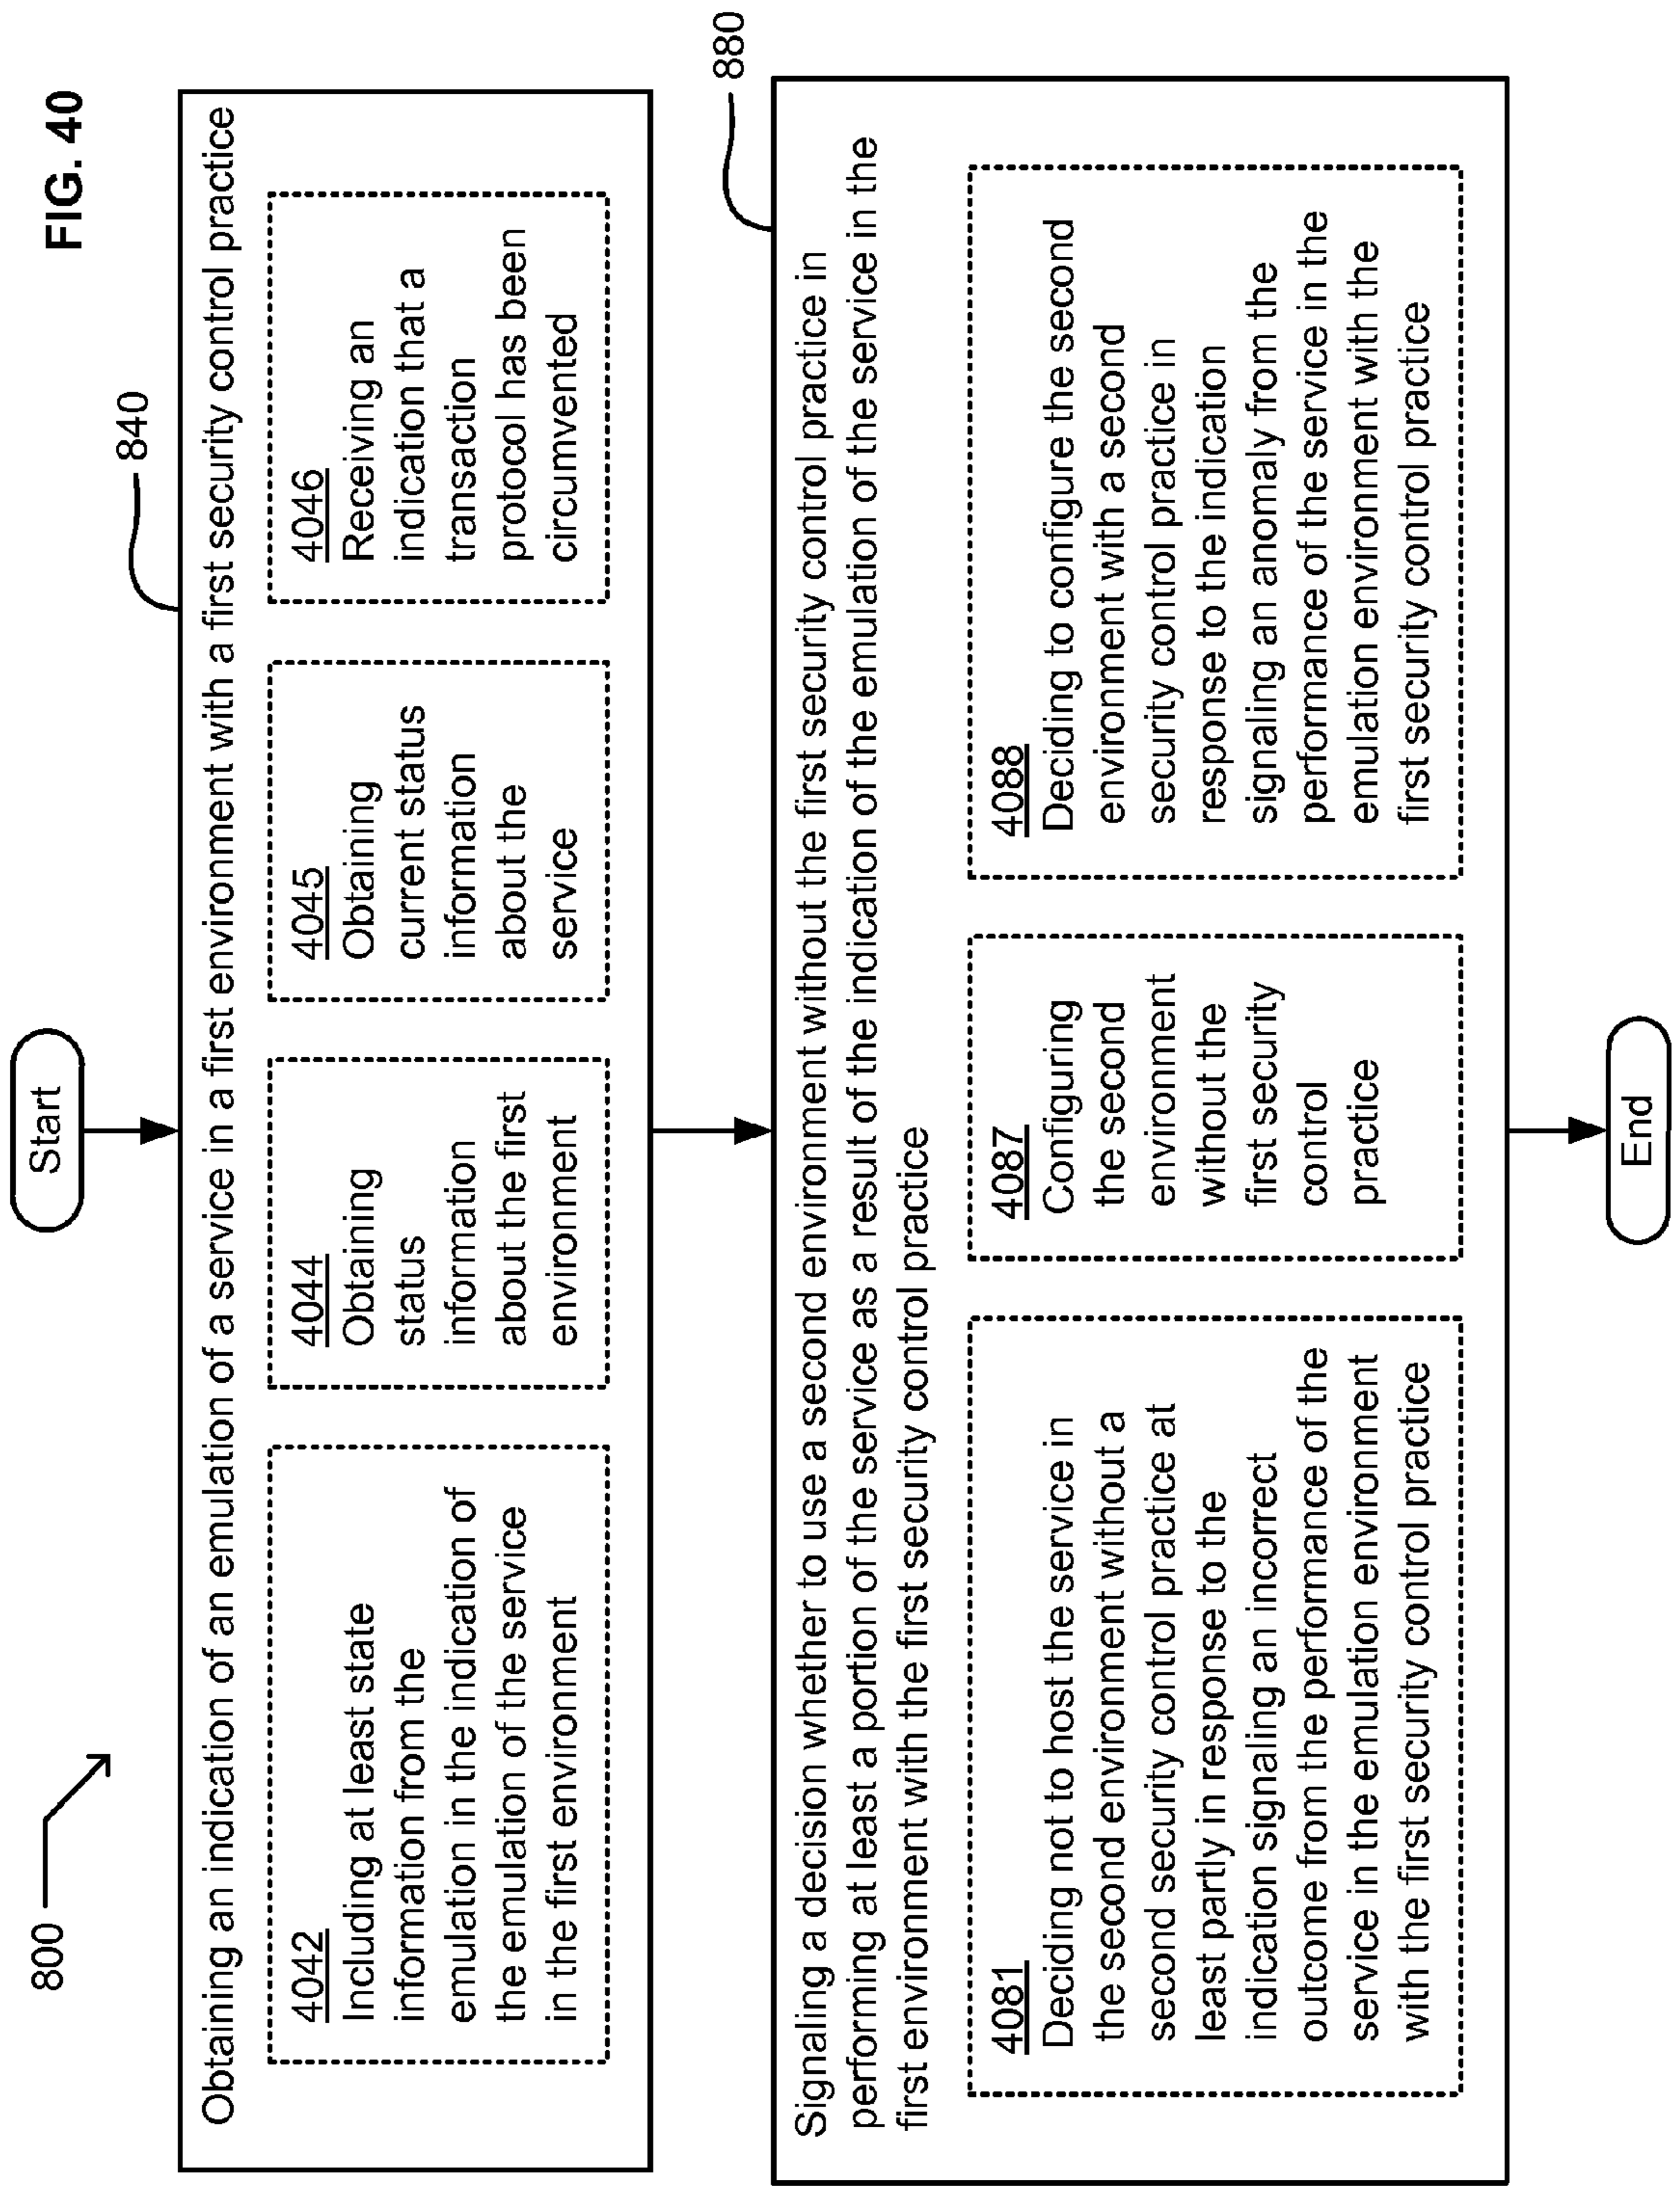 FIG. 40
800
Start
840
Obtaining an indication of an emulation of a service in a first environment with a first security control practice
4042
Including at least state
information from the
emulation in the indication of
the emulation of the service
in the first environment
4044
Obtaining
status
information
about the first
environment
4045
Obtaining
current status
information
about the
service
4046
Receiving an
indication that a
transaction
protocol has been
circumvented
880
Signaling a decision whether to use a second environment without the first security control practice in
performing at least a portion of the service as a result of the indication of the emulation of the service in the
first environment with the first security control practice
4081
Deciding not to host the service in
the second environment without a
second security control practice at
least partly in response to the
indication signaling an incorrect
outcome from the performance of the
service in the emulation environment
with the first security control practice
4087
Configuring
the second
environment
without the
first security
control
practice
4088
Deciding to configure the second
environment with a second
security control practice in
response to the indication
signaling an anomaly from the
performance of the service in the
emulation environment with the
first security control practice
End